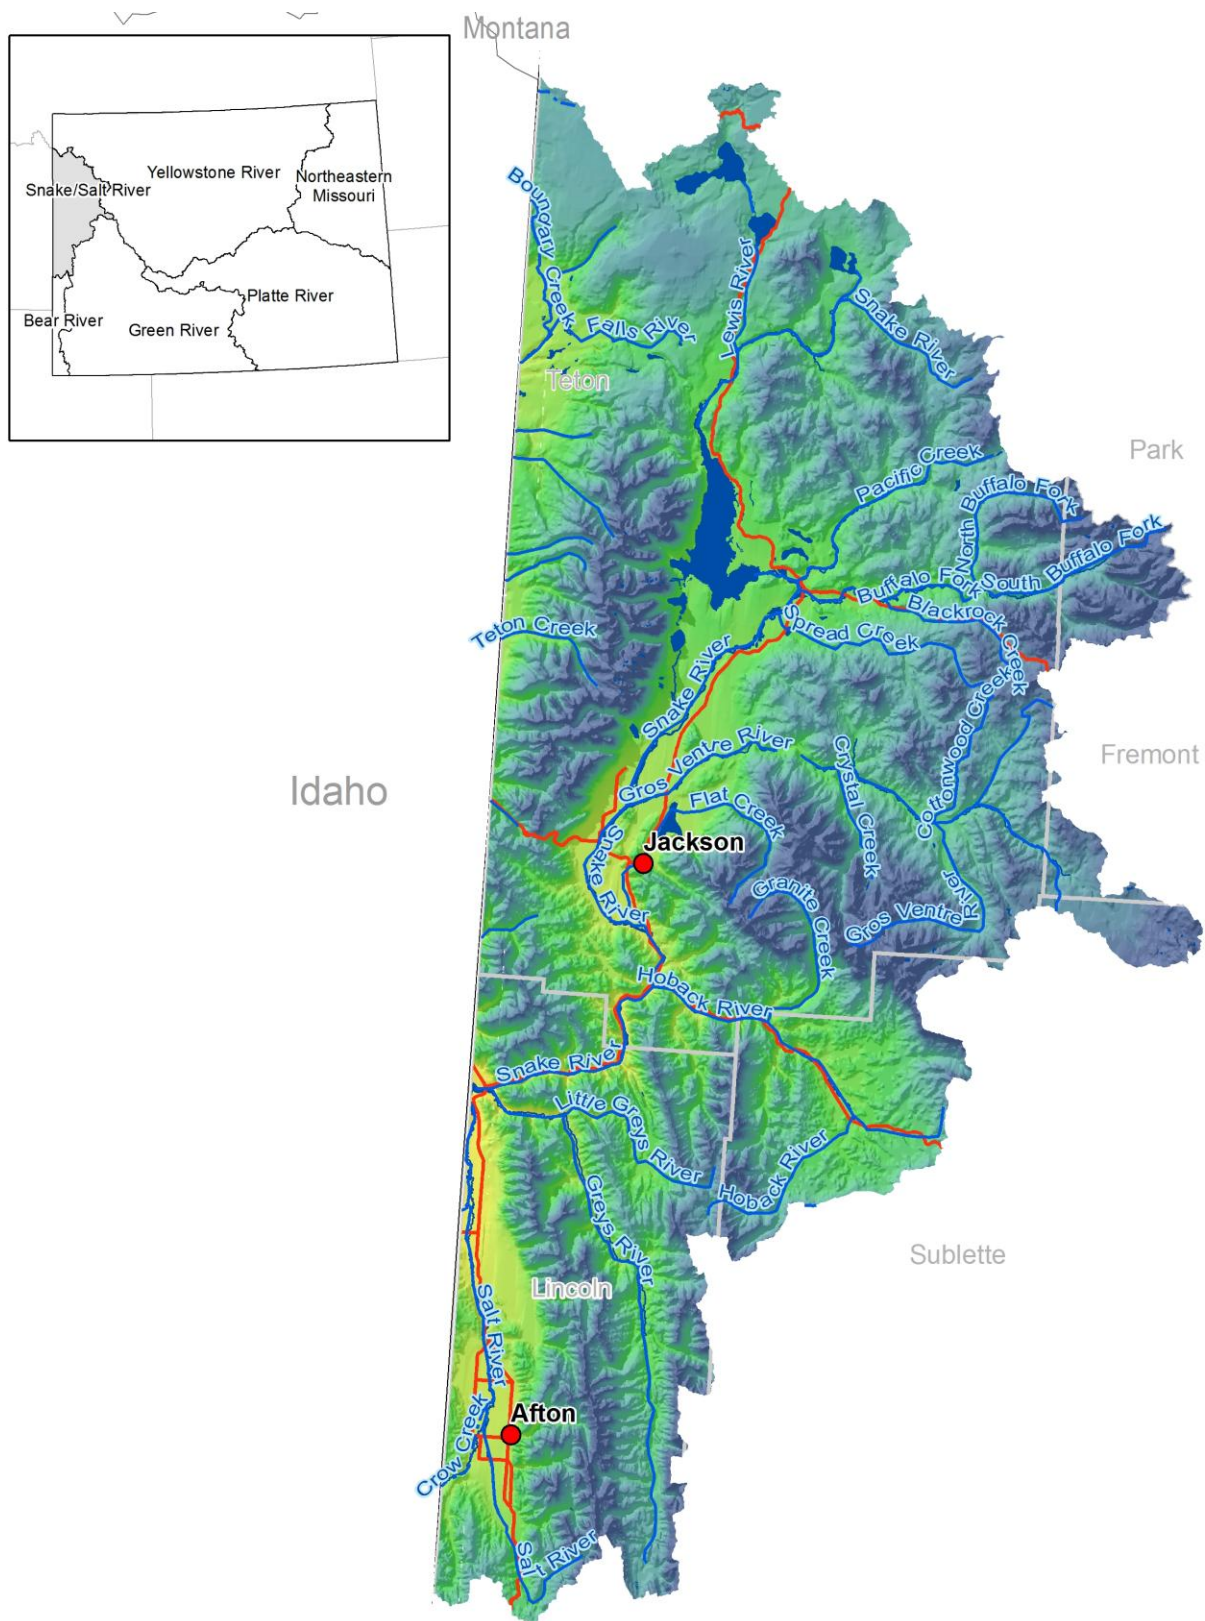 Montana
Yellowstone River
Northeastern
Missouri
Snake/Salt River
Platte River
Bear River
Green River
Boundary Creek
Lewis River
Snake River
Falls River
Teton
Park
Pacific Creek
North Buffalo Fork
South Buffalo Fork
Buffalo Fork
Blackrock Creek
Spread Creek
Teton Creek
Snake River
Cottonwood Creek
Gros Ventre River
Crystal Creek
Fremont
Idaho
Flat Creek
Snake River
Jackson
Granite Creek
Gros Ventre River
Hoback River
Snake River
Little Greys River
Hoback River
Greys River
Sublette
Lincoln
Salt River
Afton
Crow Creek
Salt River